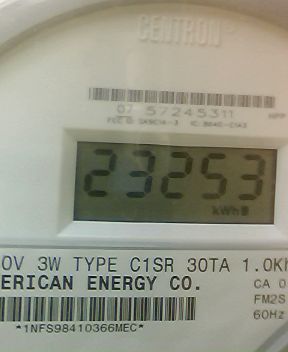 CENTRON
07 57245311
23253
kWh
0V 3W TYPE C1SR 30TA 1.0Kh
ERICAN ENERGY CO.
CA 0
FM2S
60Hz
*1NFS98410366MEC*